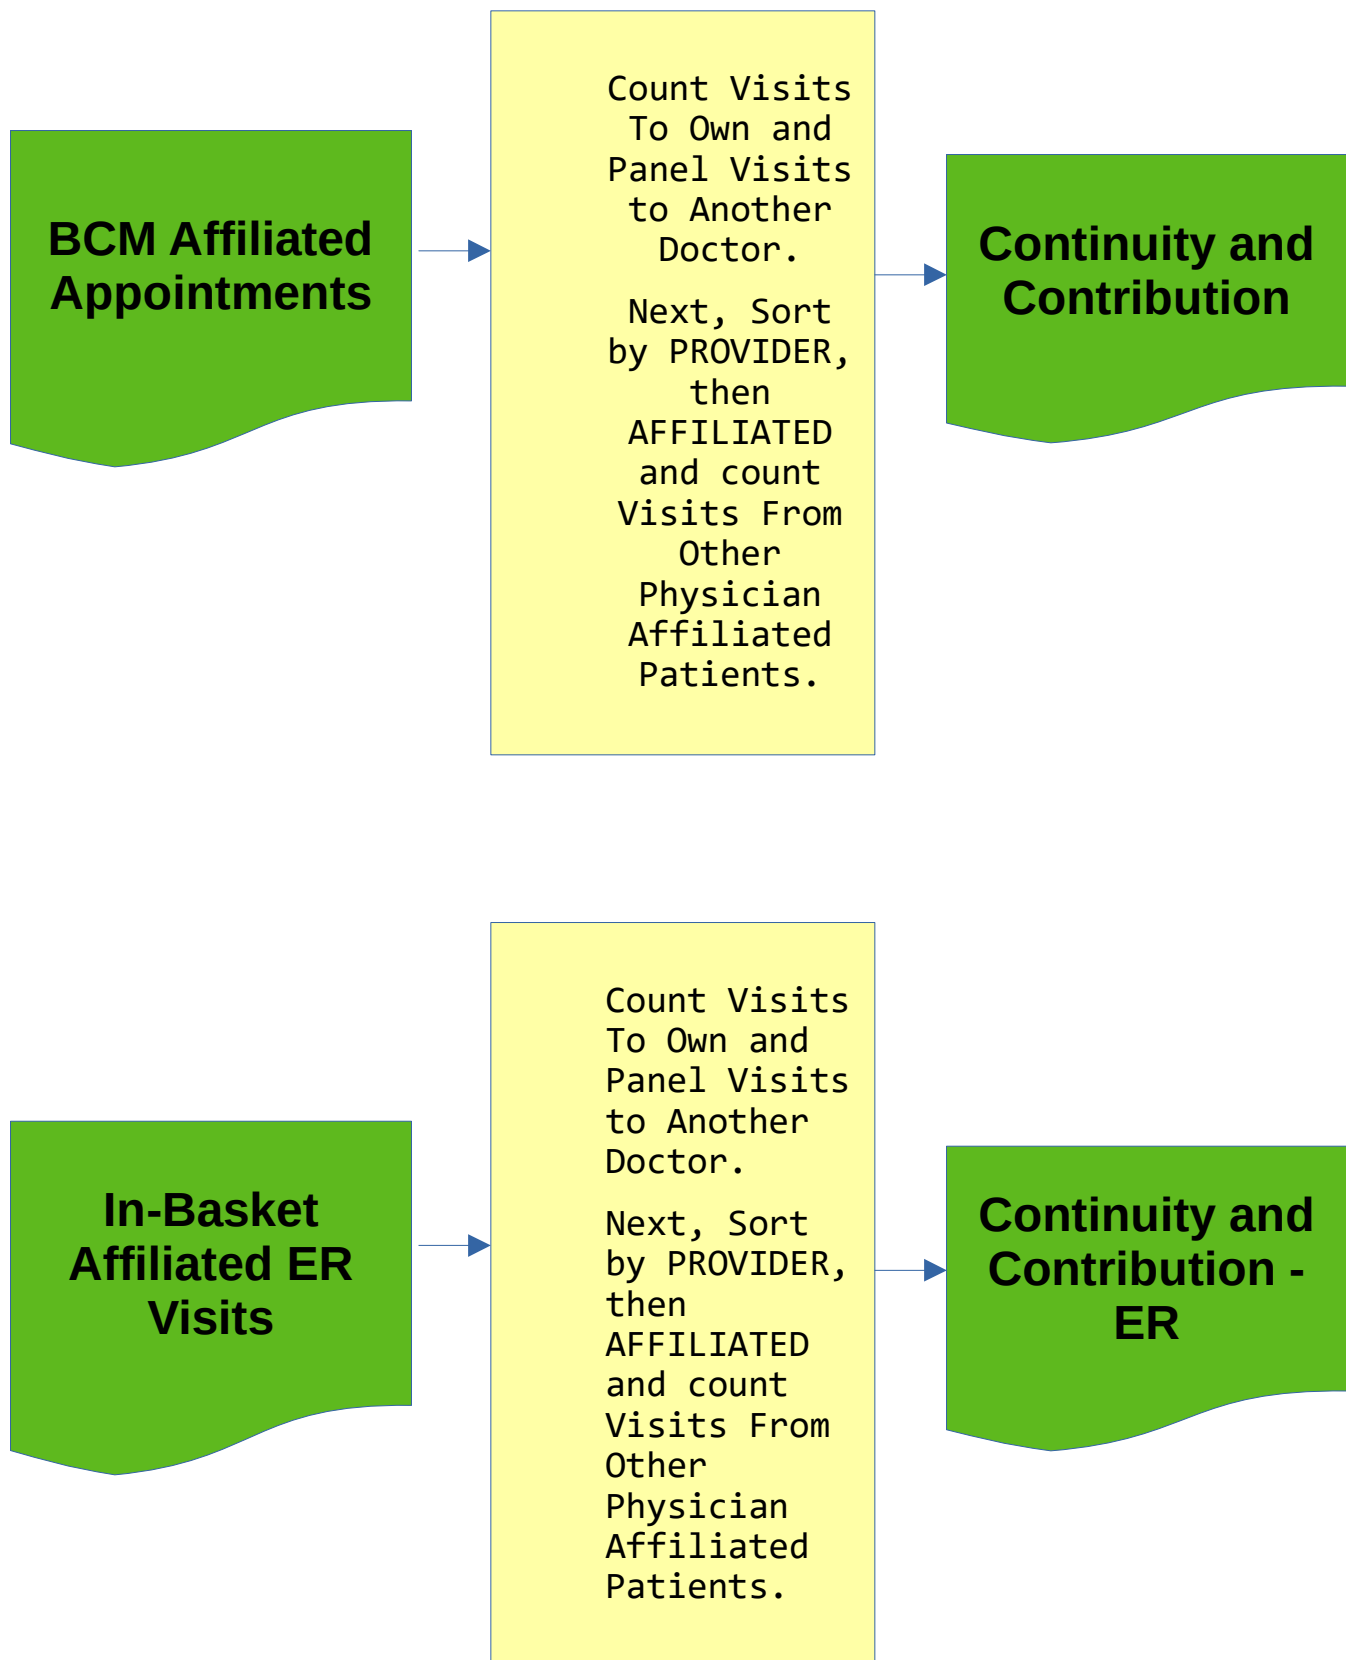 BCM Affiliated
Appointments
Count Visits
To Own and
Panel Visits
to Another
Doctor.
Next, Sort
by PROVIDER,
then
AFFILIATED
and count
Visits From
Other
Physician
Affiliated
Patients.
Continuity and
Contribution
In-Basket
Affiliated ER
Visits
Count Visits
To Own and
Panel Visits
to Another
Doctor.
Next, Sort
by PROVIDER,
then
AFFILIATED
and count
Visits From
Other
Physician
Affiliated
Patients.
Continuity and
Contribution -
ER